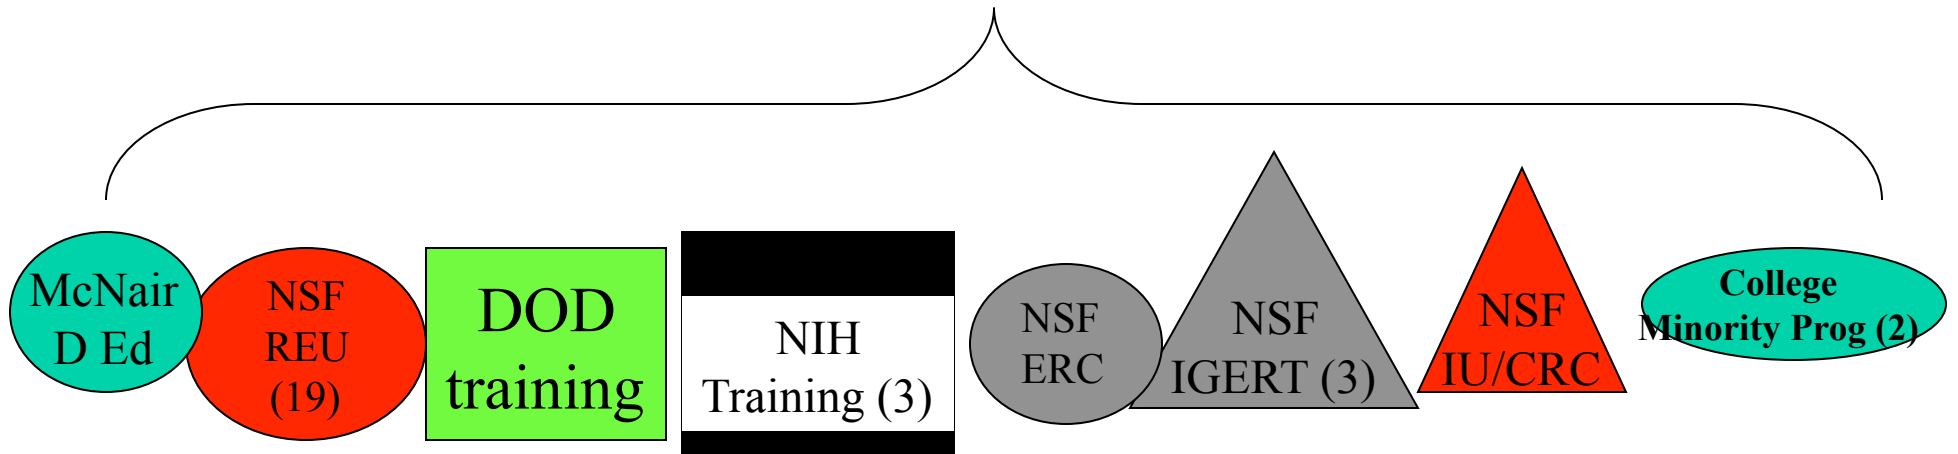 McNair
D Ed
NSF
REU
(19)
DOD
training
NIH
Training (3)
NSF
ERC
NSF
IGERT (3)
NSF
IU/CRC
College
Minority Prog (2)